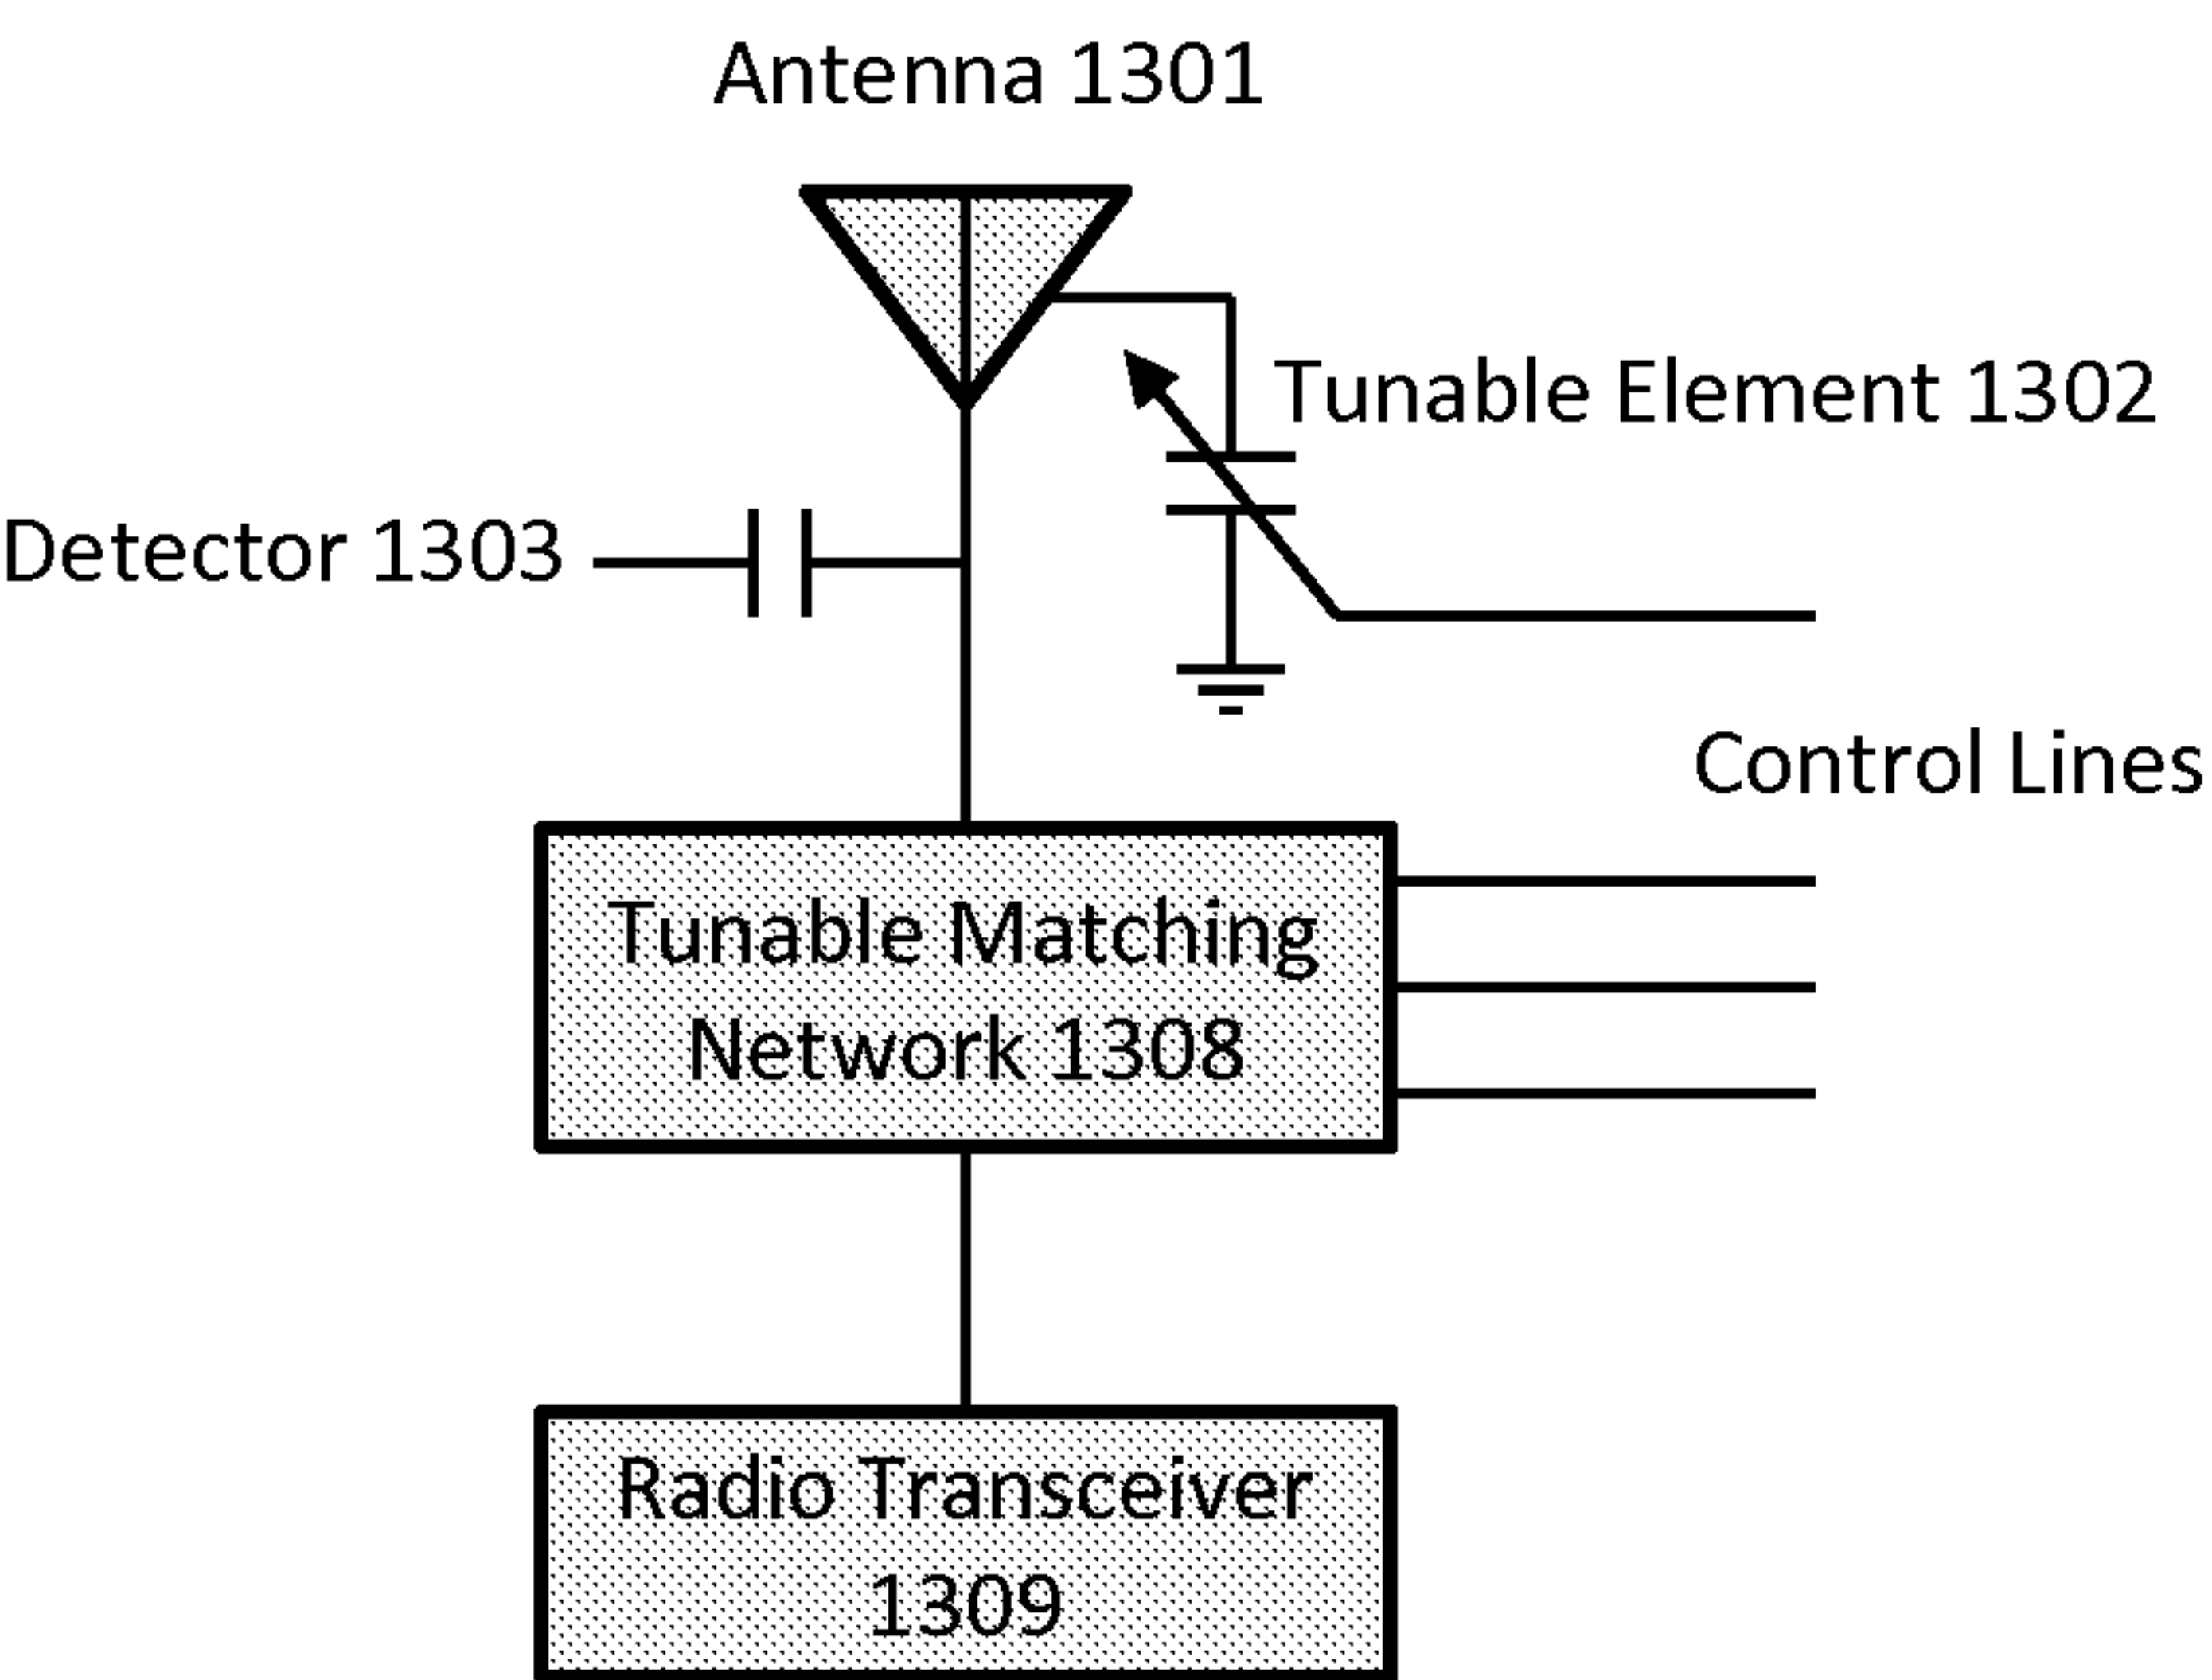 Antenna 1301
Tunable Element 1302
Detector 1303
Control Lines
Tunable Matching
Network 1308
Radio Transceiver
1309